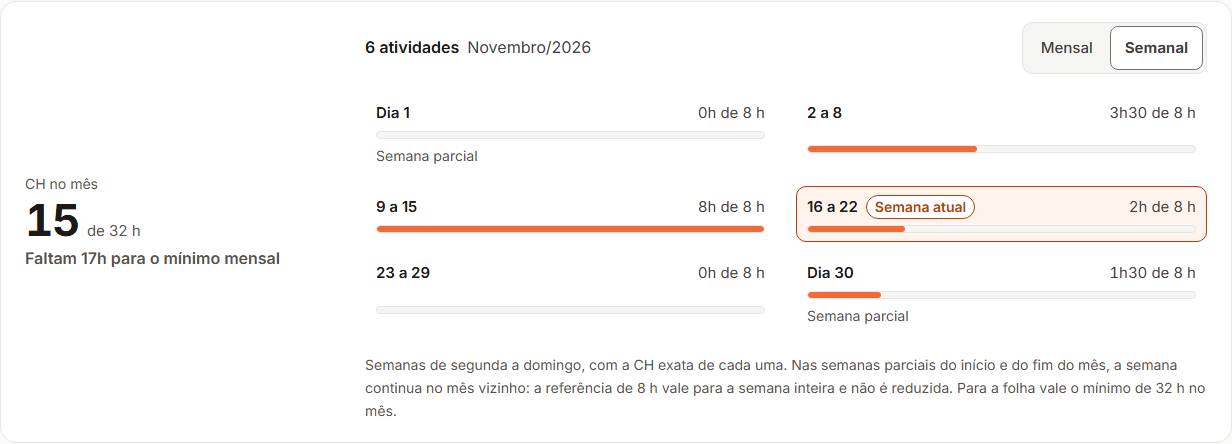 6 atividades Novembro/2026
Mensal
Semanal
Dia 1
0h de 8 h
Semana parcial
2 a 8
3h30 de 8 h
CH no mês
15 de 32 h
Faltam 17h para o mínimo mensal
9 a 15
8h de 8 h
16 a 22
Semana atual
2h de 8 h
23 a 29
0h de 8 h
Dia 30
1h30 de 8 h
Semana parcial
Semanas de segunda a domingo, com a CH exata de cada uma. Nas semanas parciais do início e do fim do mês, a semana
continua no mês vizinho: a referência de 8 h vale para a semana inteira e não é reduzida. Para a folha vale o mínimo de 32 h no
mês.